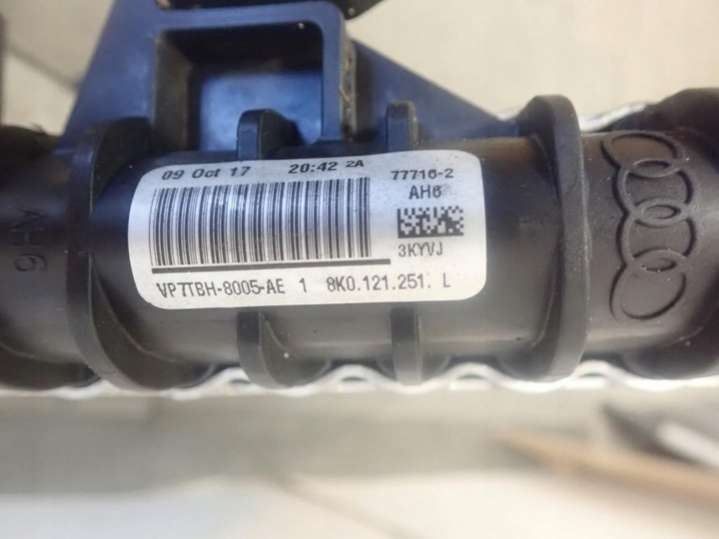 09 Oct 17 20:42 2A
77716-2
AH6
3KYVJ
VP7TBH-8005-AE 1 8K0.121.251. L
AH6